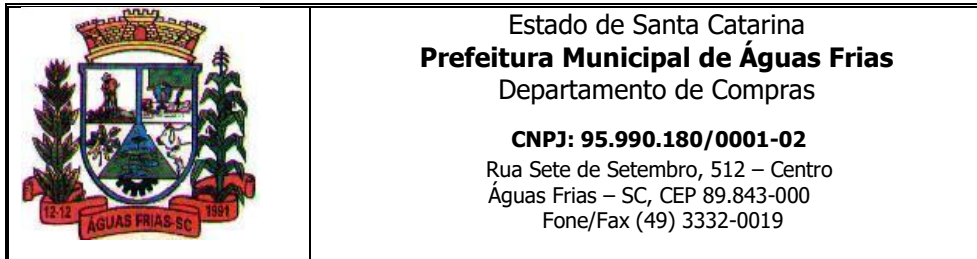 Estado de Santa Catarina
Prefeitura Municipal de Águas Frias
Departamento de Compras
CNPJ: 95.990.180/0001-02
Rua Sete de Setembro, 512 – Centro
Águas Frias – SC, CEP 89.843-000
Fone/Fax (49) 3332-0019
12-12
ÁGUAS FRIAS-SC
1991